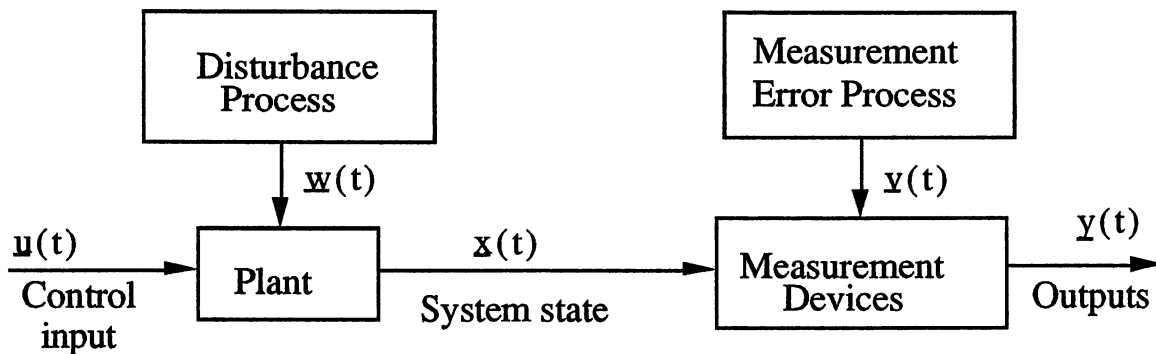 Disturbance
Process
Measurement
Error Process
w(t)
v(t)
u(t)
Control
input
Plant
x(t)
System state
Measurement
Devices
y(t)
Outputs